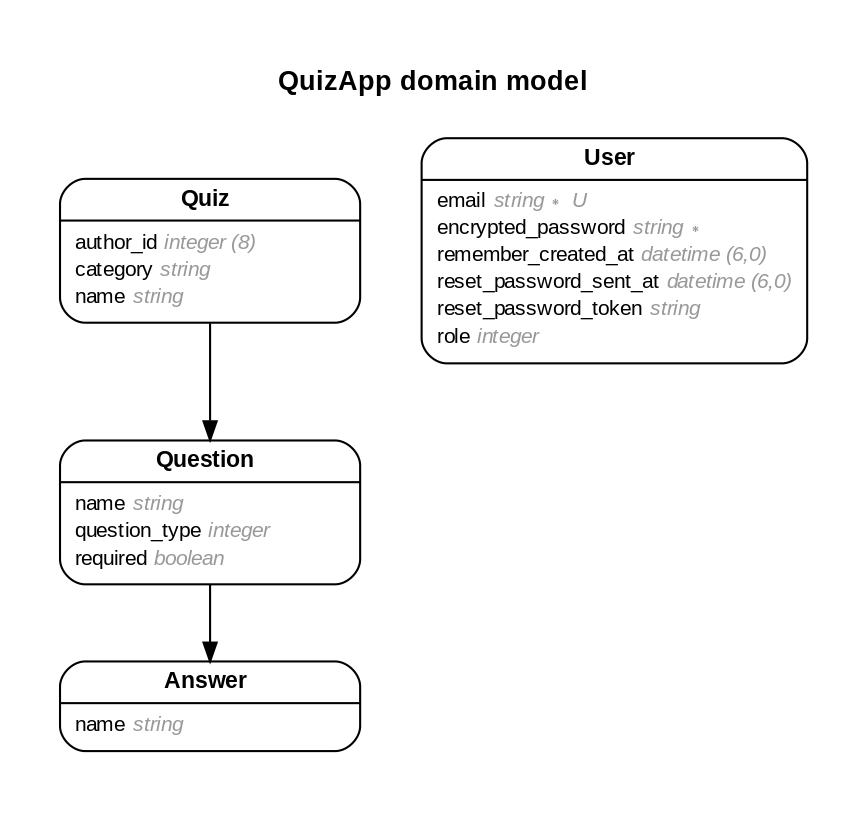 QuizApp domain model
Quiz
author_id integer (8)
category string
name string
User
email string * U
encrypted_password string *
remember_created_at datetime (6,0)
reset_password_sent_at datetime (6,0)
reset_password_token string
role integer
Question
name string
question_type integer
required boolean
Answer
name string